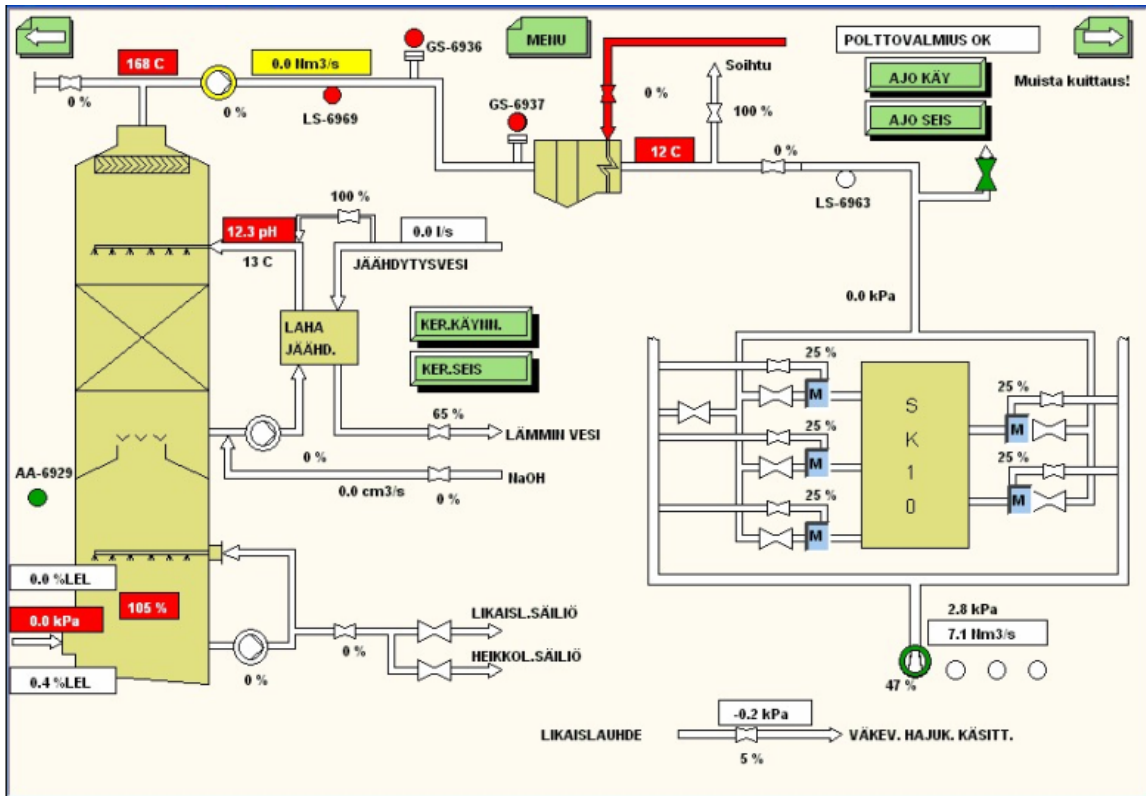 168 C
0.0 Nm3/s
GS-6936
MENU
POLTTOVALMIUS OK
Soihtu
AJO KÄY
Muista kuittaus!
0 %
0 %
LS-6969
GS-6937
0 %
100 %
AJO SEIS
12 C
0 %
LS-6963
100 %
12.3 pH
0.0 l/s
13 C
JÄÄHDYTYSVESI
0.0 kPa
LAHA
JÄÄHD.
KER.KÄYNN.
KER.SEIS
25 %
M
25 %
M
25 %
M
SK10
25 %
M
25 %
M
65 %
LÄMMIN VESI
0 %
AA-6929
NaOH
0.0 cm3/s
0 %
0.0 %LEL
105 %
0.0 kPa
0.4 %LEL
LIKAISL.SÄILIÖ
0 %
HEIKKOL.SÄILIÖ
0 %
2.8 kPa
7.1 Nm3/s
47 %
-0.2 kPa
LIKAISLAUHDE
VÄKEV. HAJUK. KÄSITT.
5 %